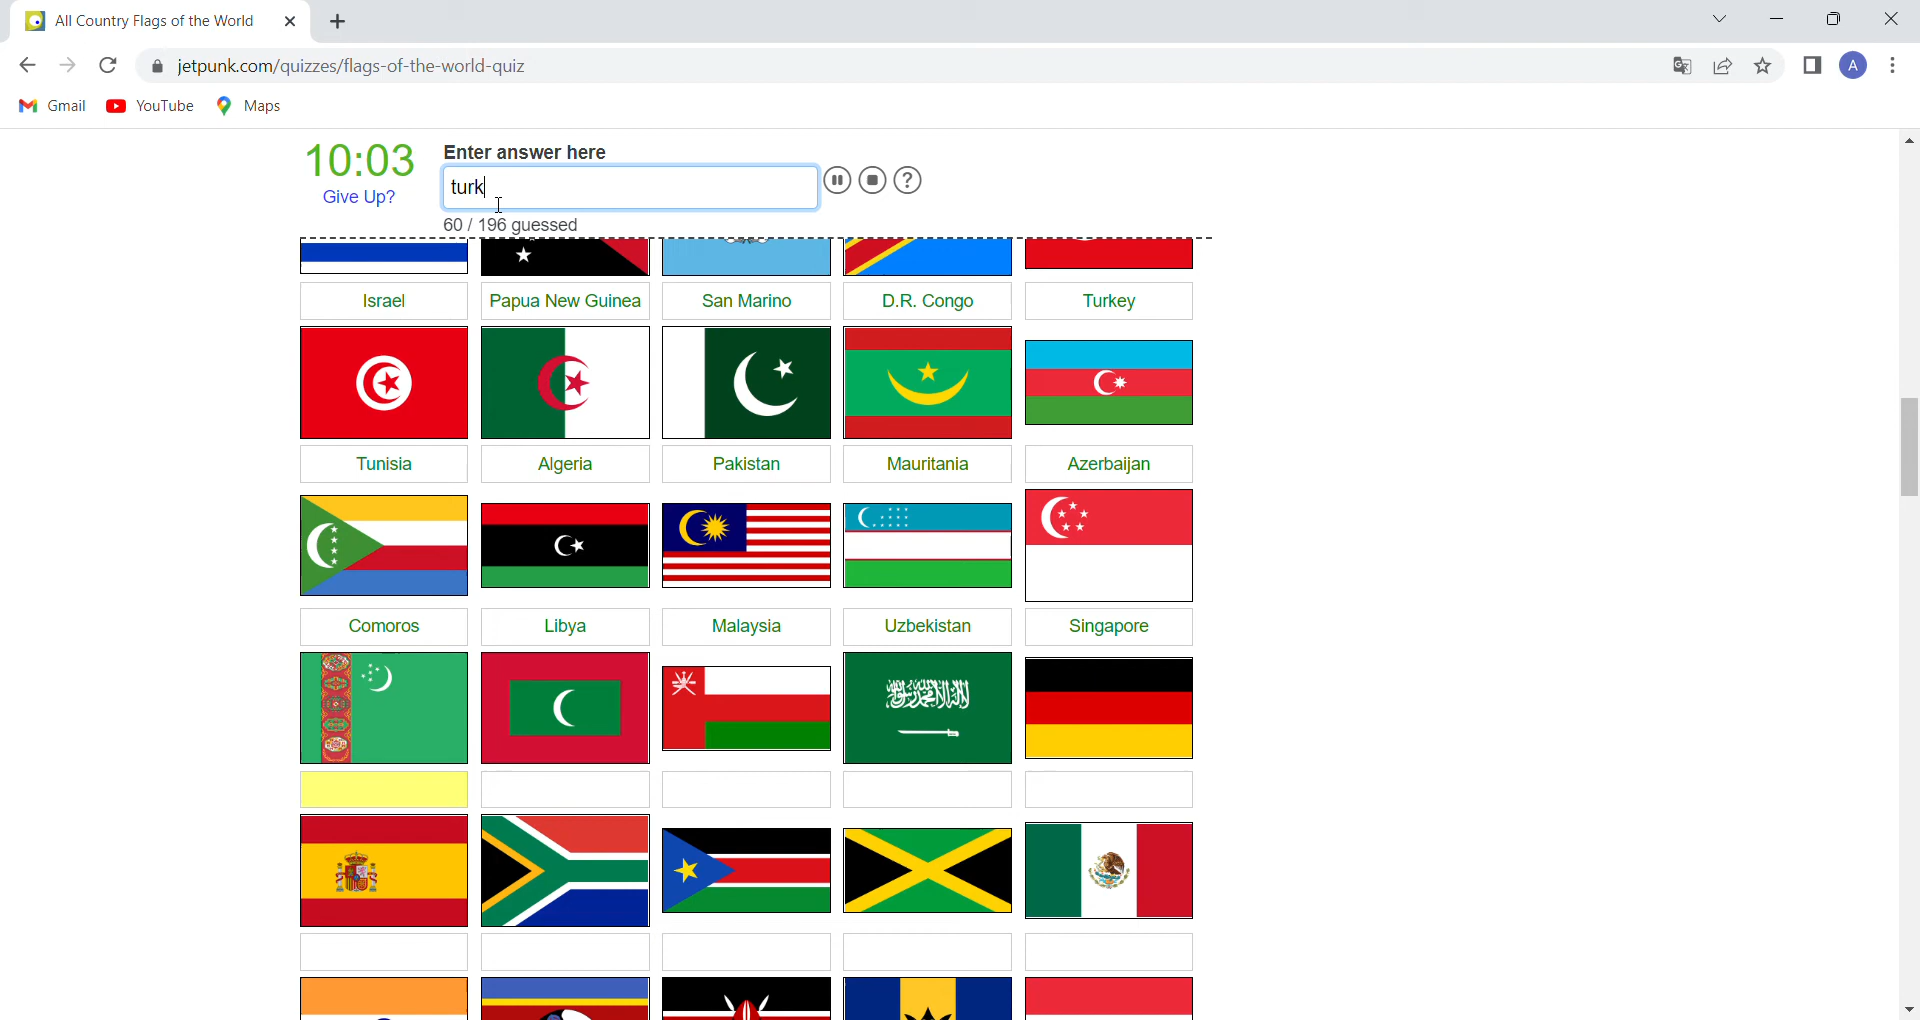 All Country Flags of the World
jetpunk.com/quizzes/flags-of-the-world-quiz
A
Gmail YouTube Maps
10:03
Give Up?
Enter answer here
turk
?
60 / 196 guessed
Israel Papua New Guinea San Marino D.R. Congo Turkey
Tunisia Algeria Pakistan Mauritania Azerbaijan
Comoros Libya Malaysia Uzbekistan Singapore